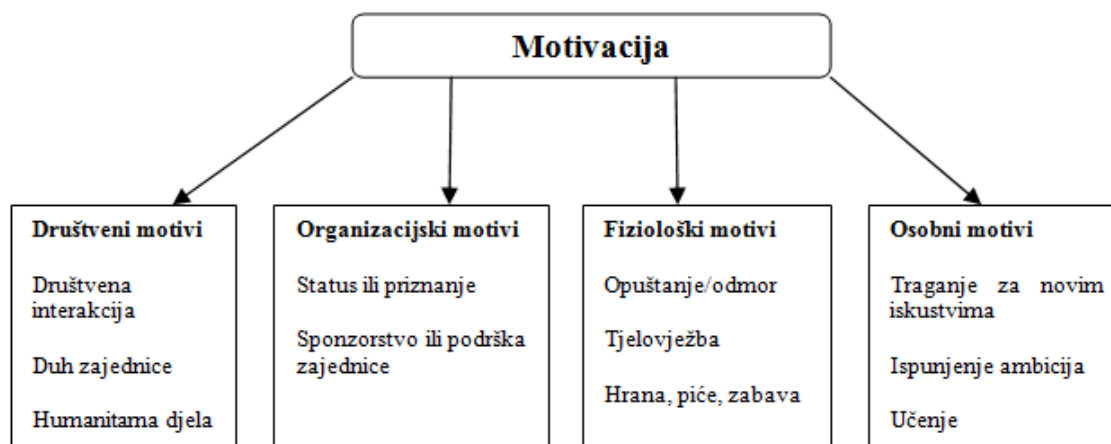 Motivacija
Društveni motivi
Društvena
interakcija
Duh zajednice
Humanitarna djela
Organizacijski motivi
Status ili priznanje
Sponzorstvo ili podrška
zajednice
Fiziološki motivi
Opuštanje/odmor
Tjelovježba
Hrana, piće, zabava
Osobni motivi
Traganje za novim
iskustvima
Ispunjenje ambicija
Učenje